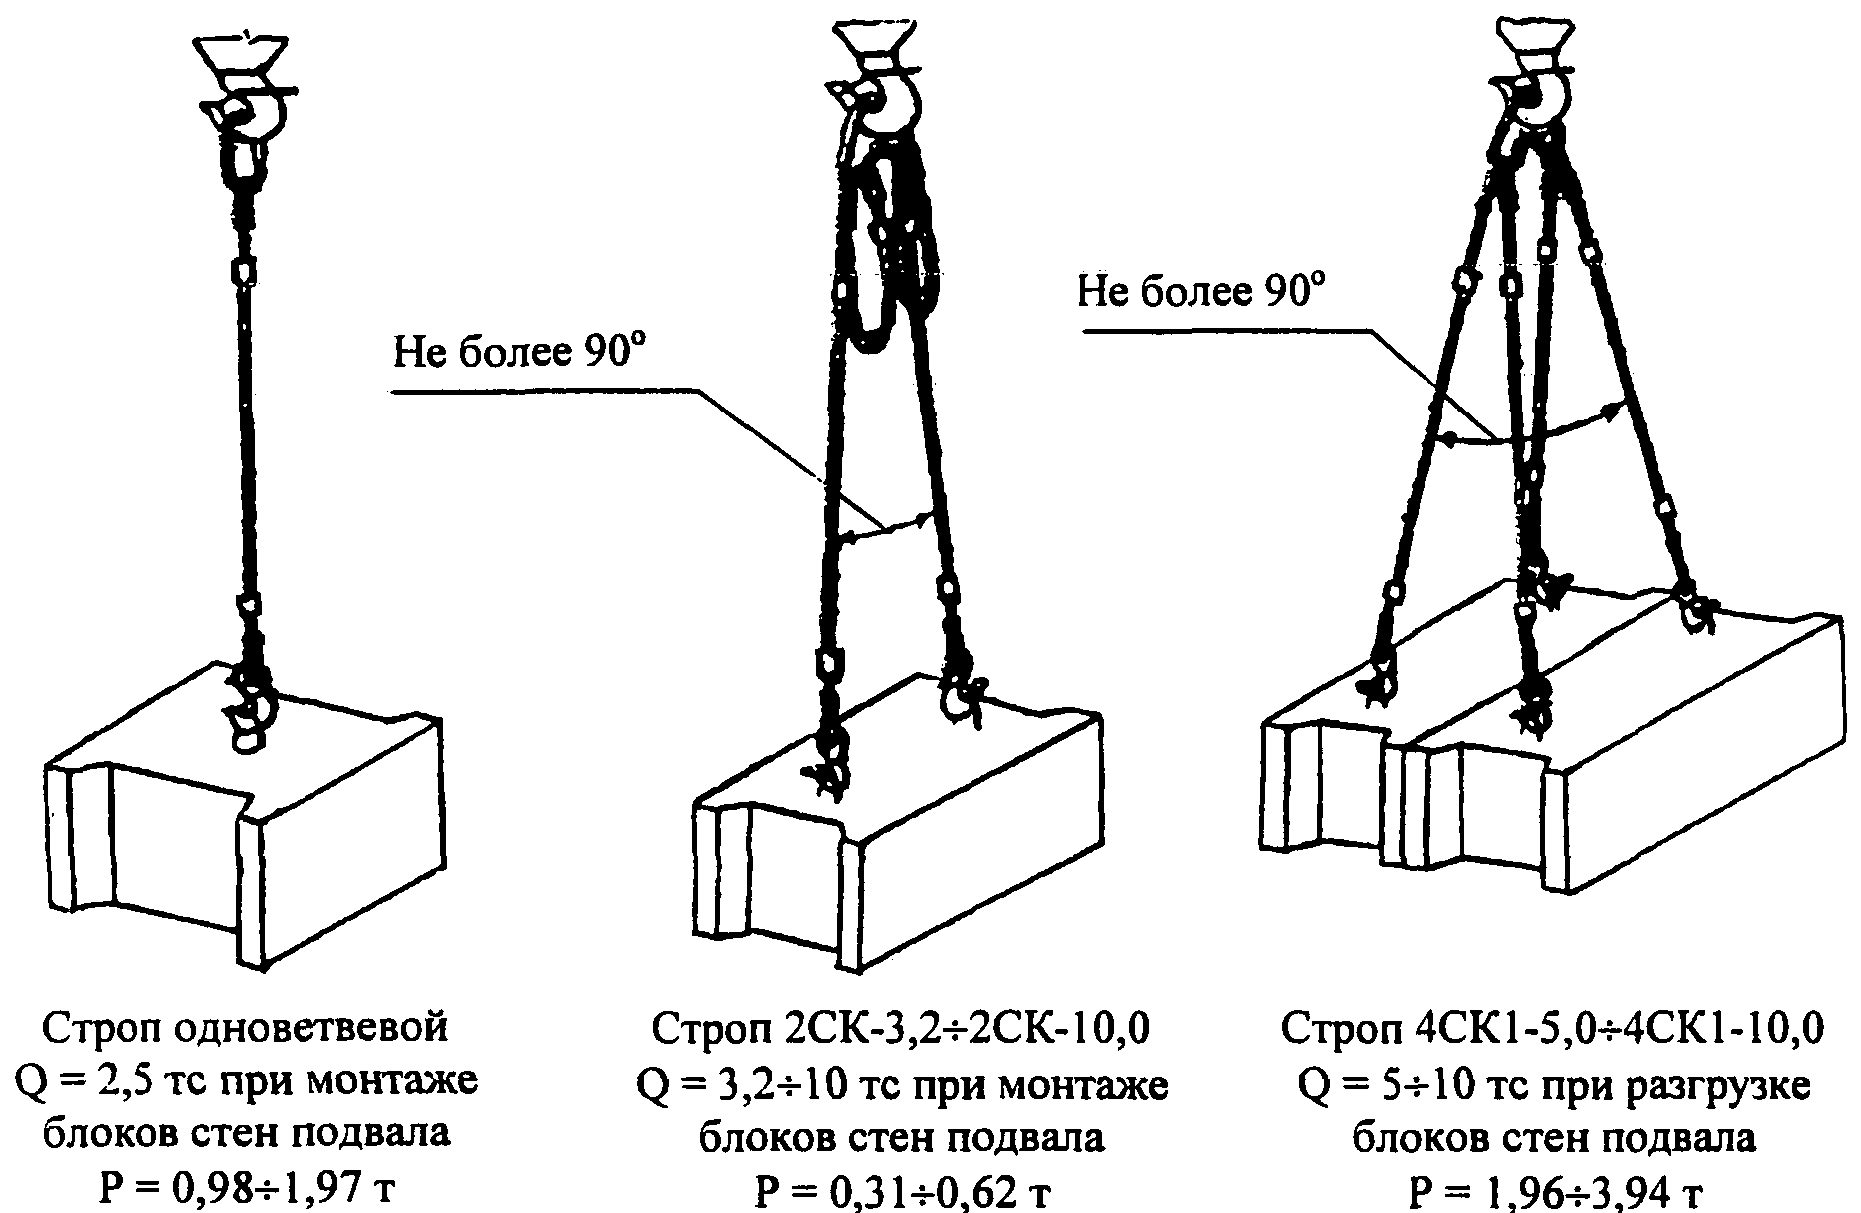 Не более 90°
Не более 90°
Строп одноветвевой
Q = 2,5 тс при монтаже
блоков стен подвала
P = 0,98÷1,97 т
Строп 2СК-3,2÷2СК-10,0
Q = 3,2÷10 тс при монтаже
блоков стен подвала
P = 0,31÷0,62 т
Строп 4СК1-5,0÷4СК1-10,0
Q = 5÷10 тс при разгрузке
блоков стен подвала
P = 1,96÷3,94 т